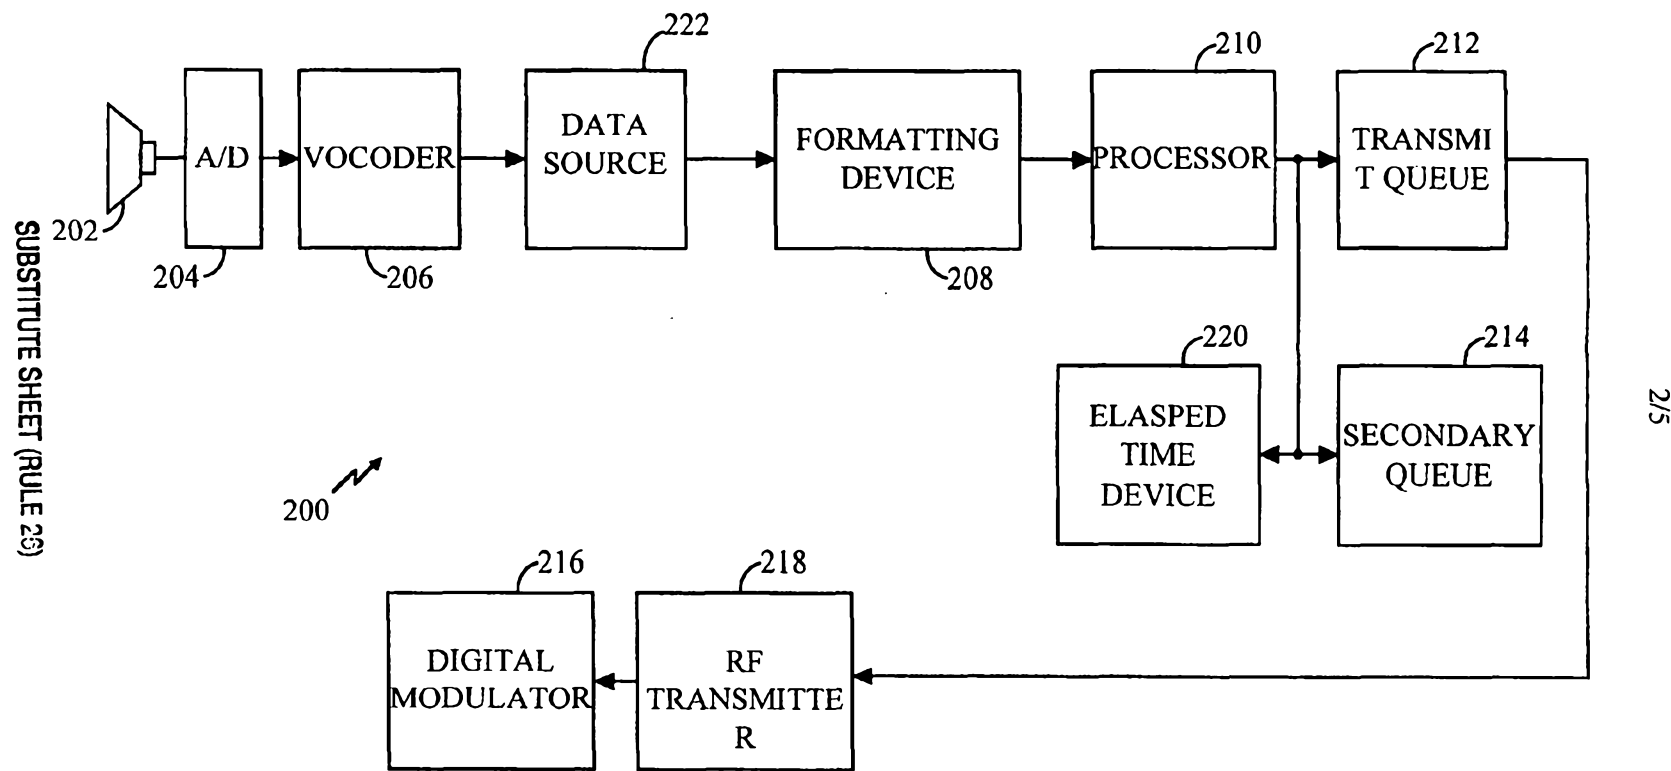 222
210
212
A/D
VOCODER
DATA
SOURCE
FORMATTING
DEVICE
PROCESSOR
TRANSMI
T QUEUE
202
204
206
208
220
214
ELASPED
TIME
DEVICE
SECONDARY
QUEUE
200
216
218
DIGITAL
MODULATOR
RF
TRANSMITTE
R
SUBSTITUTE SHEET (RULE 26)
2/5